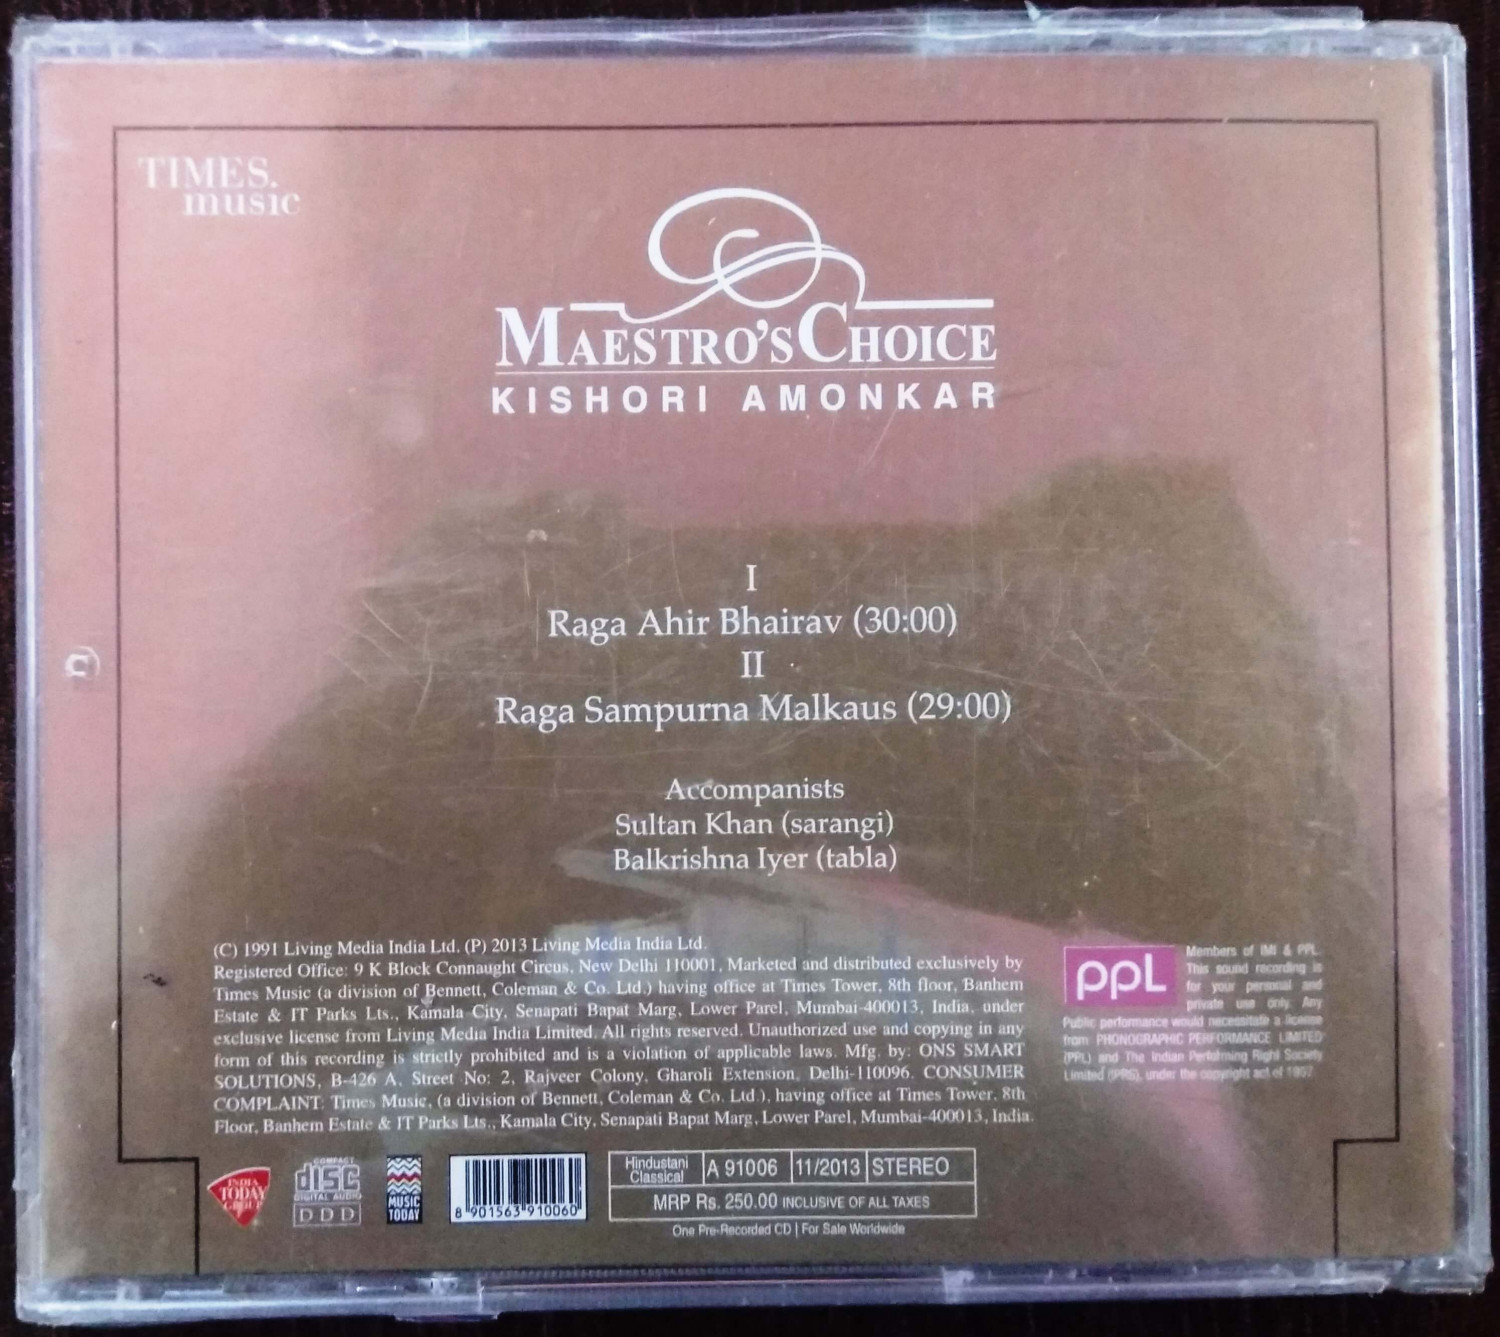 TIMES.
music
MAESTRO'S CHOICE
KISHORI AMONKAR
I
Raga Ahir Bhairav (30:00)
II
Raga Sampurna Malkaus (29:00)
Accompanists
Sultan Khan (sarangi)
Balkrishna Iyer (tabla)
(C) 1991 Living Media India Ltd. (P) 2013 Living Media India Ltd.
Registered Office: 9 K Block Connaught Circus, New Delhi 110001, Marketed and distributed exclusively by
Times Music (a division of Bennett, Coleman & Co. Ltd.) having office at Times Tower, 8th floor, Banhem
Estate & IT Parks Lts., Kamala City, Senapati Bapat Marg, Lower Parel, Mumbai-400013, India, under
exclusive license from Living Media India Limited. All rights reserved. Unauthorized use and copying in any
form of this recording is strictly prohibited and is a violation of applicable laws. Mfg. by: ONS SMART
SOLUTIONS, B-426 A, Street No: 2, Rajveer Colony, Gharoli Extension, Delhi-110096. CONSUMER
COMPLAINT: Times Music, (a division of Bennett, Coleman & Co. Ltd.), having office at Times Tower, 8th
Floor, Banhem Estate & IT Parks Lts., Kamala City, Senapati Bapat Marg, Lower Parel, Mumbai-400013, India.
ppL
Members of IMI & PPL
This sound recording is
for your personal and
private use only. Any
Public performance would necessitate a license
from PHONOGRAPHIC PERFORMANCE LIMITED
(PPL) and The Indian Performing Right Society
Limited (IPRS), under the copyright act of 1957
INDIA
TODAY
GROUP
COMPACT
disc
DIGITAL AUDIO
DDD
MUSIC
TODAY
8 901563 910060
Hindustani
Classical
A 91006
11/2013
STEREO
MRP Rs. 250.00 INCLUSIVE OF ALL TAXES
One Pre-Recorded CD | For Sale Worldwide